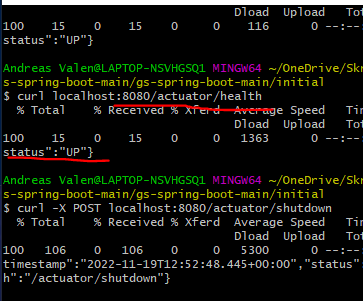 Dload Upload Tot
100 15 0 15 0 0 116 0 --:--
status":"UP"}
Andreas Valen@LAPTOP-NSVHGSQ1 MINGW64 ~/OneDrive/Sk
s-spring-boot-main/gs-spring-boot-main/initial
$ curl localhost:8080/actuator/health
% Total % Received % Xferd Average Speed Tim
Dload Upload Tot
100 15 0 15 0 0 1363 0 --:--
status":"UP"}
Andreas Valen@LAPTOP-NSVHGSQ1 MINGW64 ~/OneDrive/Sk
s-spring-boot-main/gs-spring-boot-main/initial
$ curl -X POST localhost:8080/actuator/shutdown
% Total % Received % Xferd Average Speed Tim
Dload Upload Tot
100 106 0 106 0 0 5300 0 --:--
timestamp":"2022-11-19T12:52:48.445+00:00","status"
h":"/actuator/shutdown"}